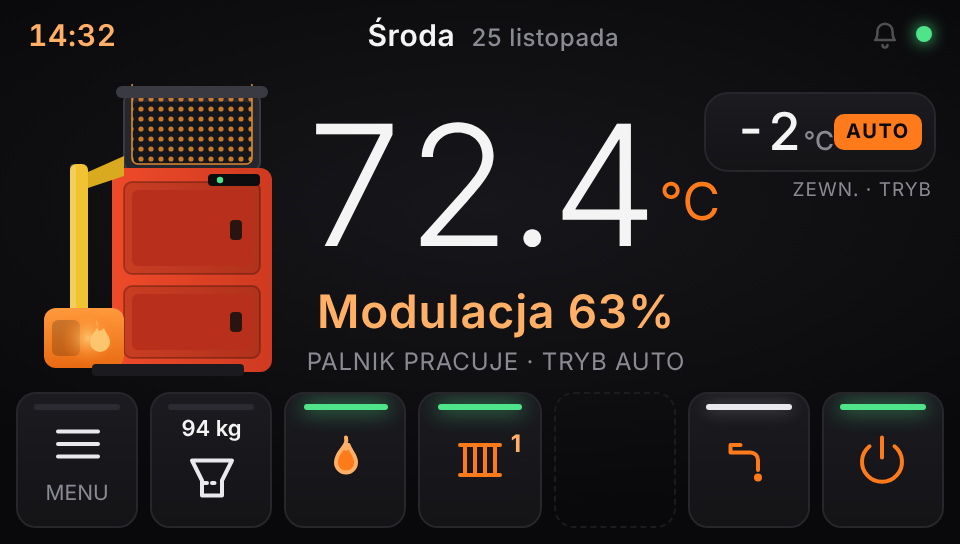 14:32
Środa 25 listopada
72.4 °C
-2 °C AUTO
ZEWN. · TRYB
Modulacja 63%
PALNIK PRACUJE · TRYB AUTO
MENU
94 kg
1